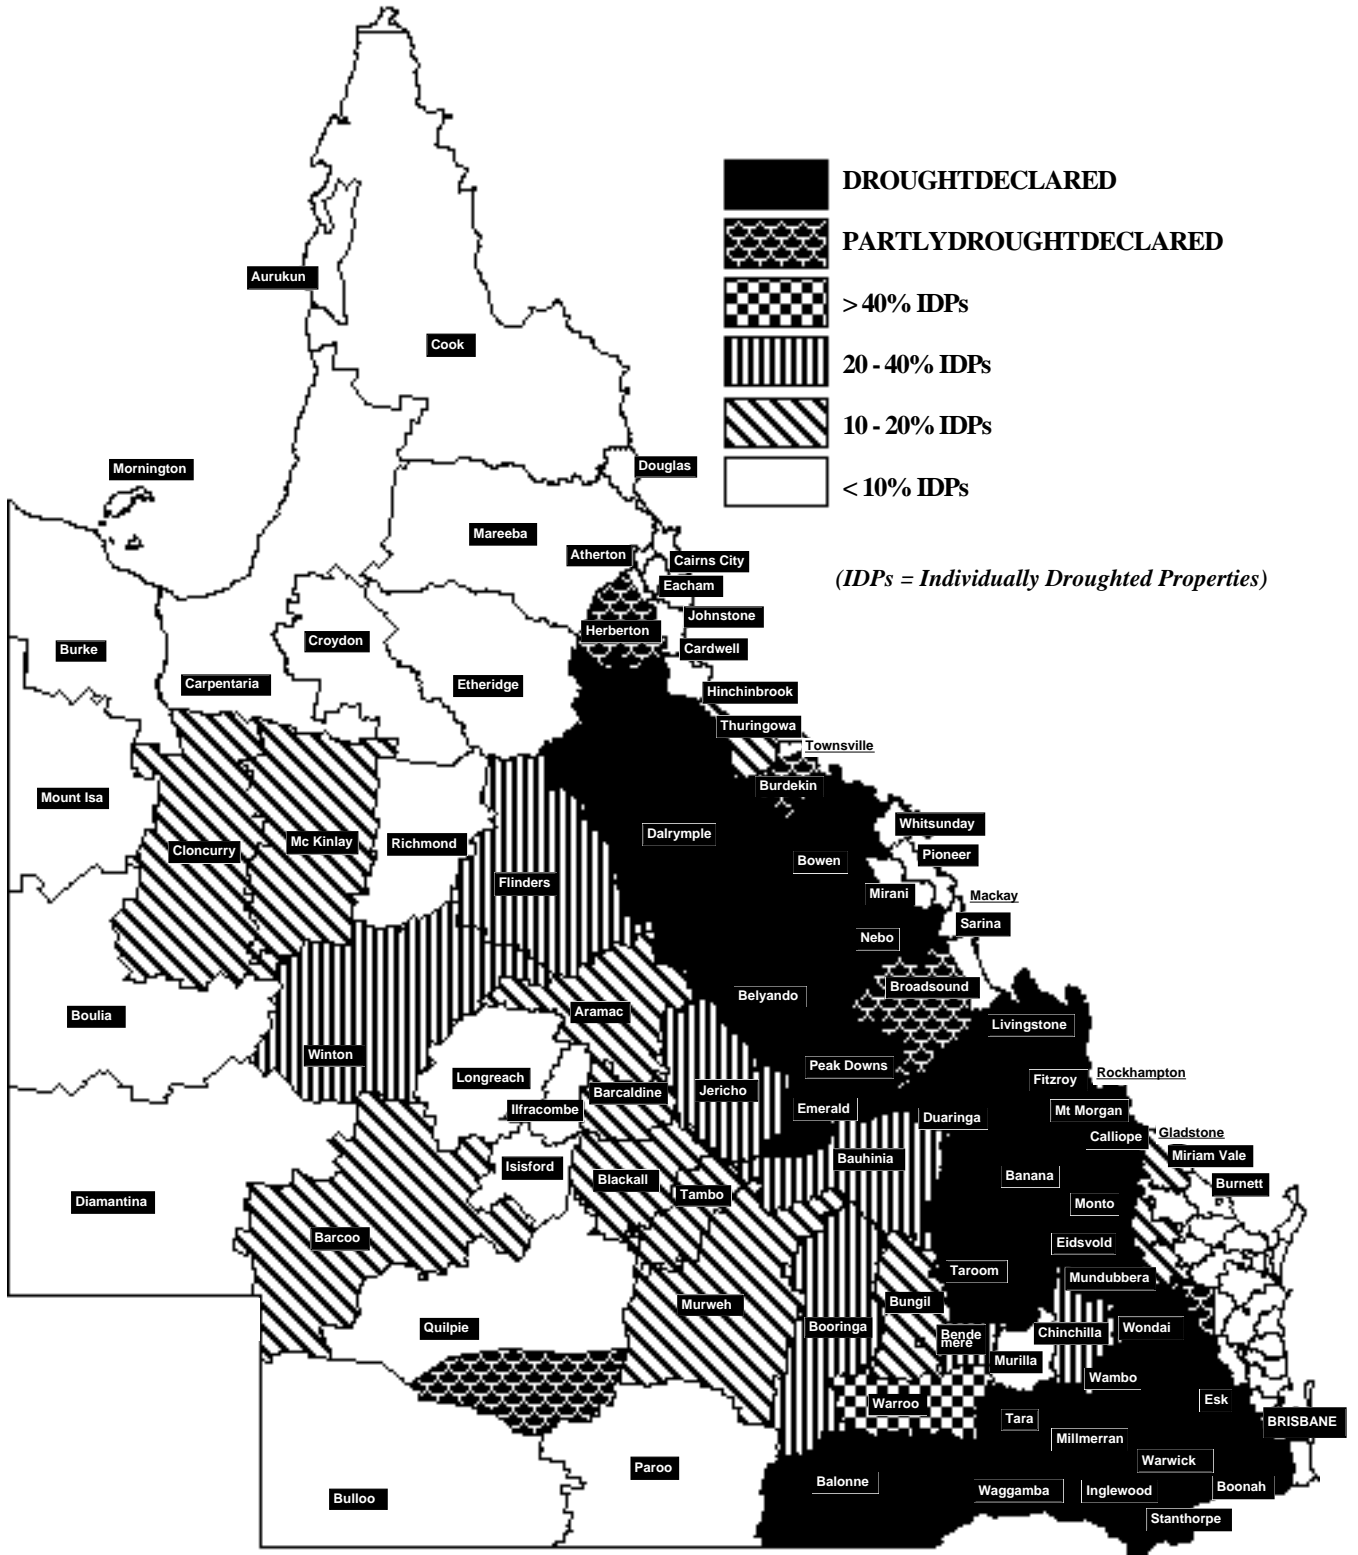 DROUGHTDECLARED
PARTLYDROUGHTDECLARED
> 40% IDPs
20 - 40% IDPs
10 - 20% IDPs
< 10% IDPs
(IDPs = Individually Droughted Properties)
Aurukun
Cook
Mornington
Douglas
Mareeba
Atherton
Cairns City
Eacham
Johnstone
Herberton
Cardwell
Burke
Croydon
Carpentaria
Etheridge
Hinchinbrook
Thuringowa
Townsville
Burdekin
Mount Isa
Cloncurry
Mc Kinlay
Richmond
Dalrymple
Whitsunday
Pioneer
Bowen
Flinders
Mirani
Mackay
Sarina
Nebo
Broadsound
Belyando
Boulia
Aramac
Livingstone
Winton
Longreach
Peak Downs
Fitzroy
Rockhampton
Barcaldine
Jericho
Ilfracombe
Emerald
Duaringa
Mt Morgan
Calliope
Gladstone
Miriam Vale
Bauhinia
Isisford
Blackall
Tambo
Banana
Burnett
Diamantina
Monto
Barcoo
Eidsvold
Taroom
Mundubbera
Murweh
Bungil
Quilpie
Booringa
Bende
mere
Chinchilla
Wondai
Murilla
Wambo
Warroo
Esk
Tara
BRISBANE
Millmerran
Warwick
Paroo
Balonne
Waggamba
Inglewood
Boonah
Bulloo
Stanthorpe